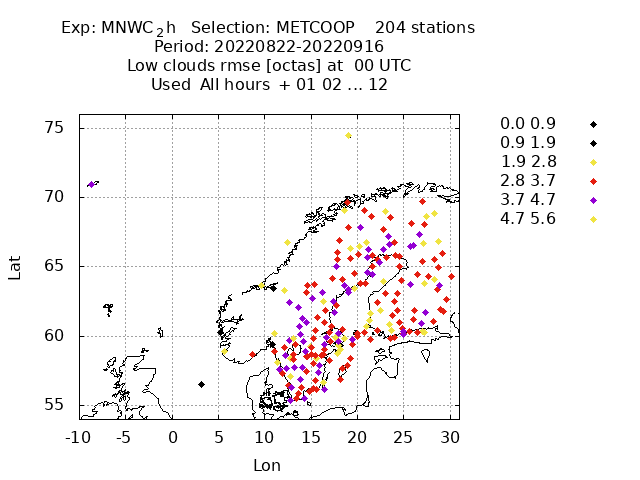 Exp: MNWC2h Selection: METCOOP 204 stations
Period: 20220822-20220916
Low clouds rmse [octas] at 00 UTC
Used All hours + 01 02 ... 12
0.0 0.9
0.9 1.9
1.9 2.8
2.8 3.7
3.7 4.7
4.7 5.6
75
70
65
60
55
Lat
-10 -5 0 5 10 15 20 25 30
Lon